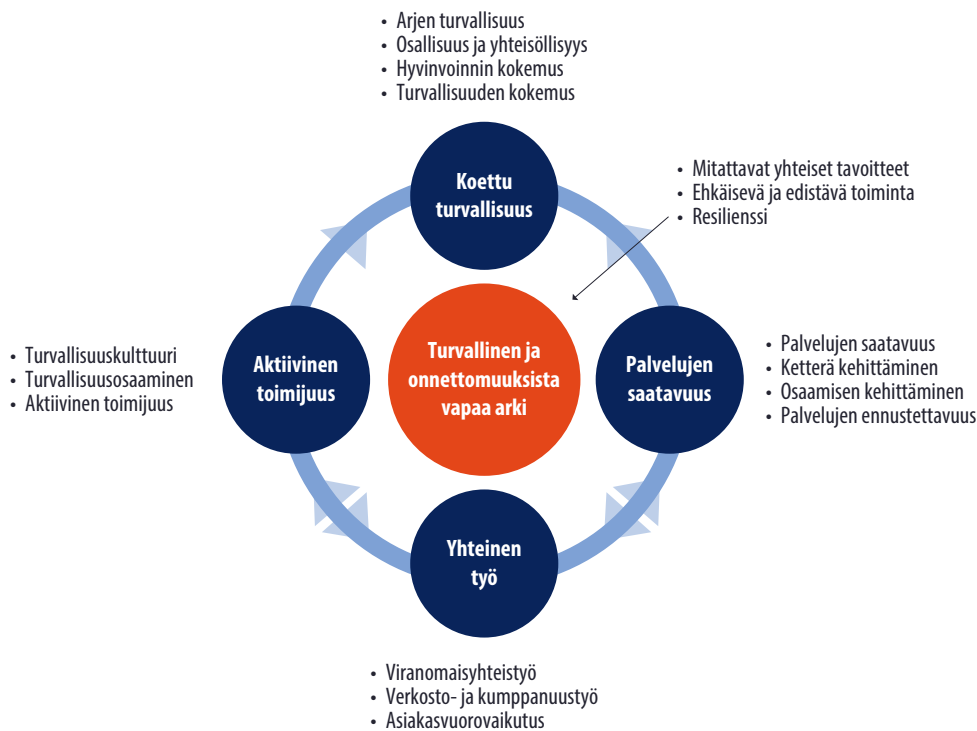 • Arjen turvallisuus
• Osallisuus ja yhteisöllisyys
• Hyvinvoinnin kokemus
• Turvallisuuden kokemus
Koettu
turvallisuus
• Mitattavat yhteiset tavoitteet
• Ehkäisevä ja edistävä toiminta
• Resilienssi
• Turvallisuuskulttuuri
• Turvallisuusosaaminen
• Aktiivinen toimijuus
Aktiivinen
toimijuus
Turvallinen ja
onnettomuuksista
vapaa arki
Palvelujen
saatavuus
• Palvelujen saatavuus
• Ketterä kehittäminen
• Osaamisen kehittäminen
• Palvelujen ennustettavuus
Yhteinen
työ
• Viranomaisyhteistyö
• Verkosto- ja kumppanuustyö
• Asiakasvuorovaikutus